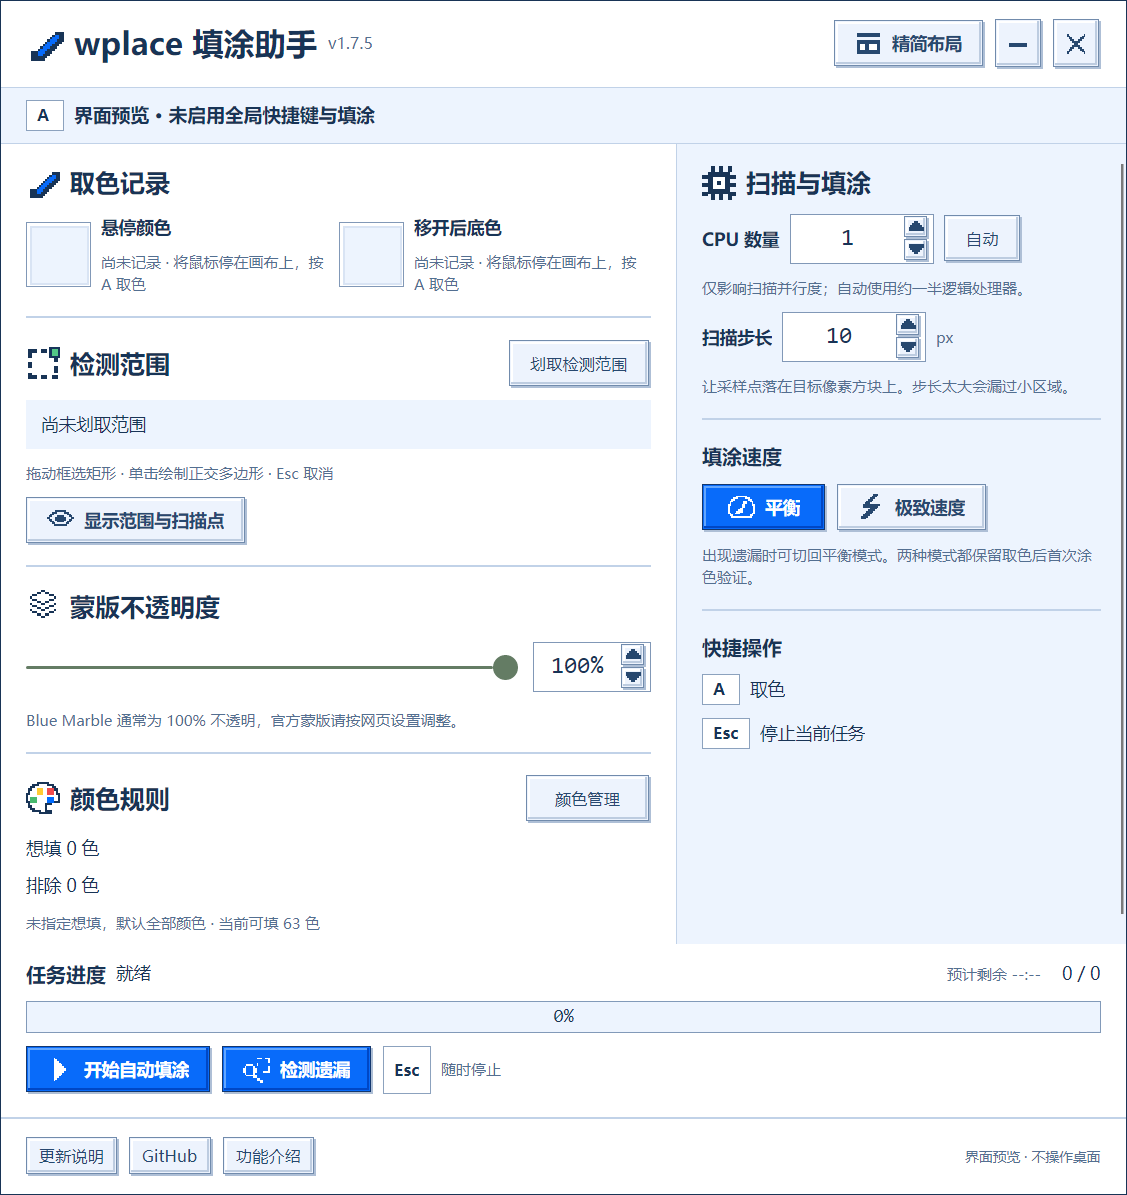 wplace 填涂助手 v1.7.5
精简布局
A 界面预览 • 未启用全局快捷键与填涂
取色记录
悬停颜色
尚未记录 · 将鼠标停在画布上，按
A 取色
移开后底色
尚未记录 · 将鼠标停在画布上，按
A 取色
检测范围
划取检测范围
尚未划取范围
拖动框选矩形 · 单击绘制正交多边形 · Esc 取消
显示范围与扫描点
蒙版不透明度
100%
Blue Marble 通常为 100% 不透明，官方蒙版请按网页设置调整。
颜色规则
颜色管理
想填 0 色
排除 0 色
未指定想填，默认全部颜色 · 当前可填 63 色
扫描与填涂
CPU 数量 1 自动
仅影响扫描并行度；自动使用约一半逻辑处理器。
扫描步长 10 px
让采样点落在目标像素方块上。步长太大会漏过小区域。
填涂速度
平衡 极致速度
出现遗漏时可切回平衡模式。两种模式都保留取色后首次涂
色验证。
快捷操作
A 取色
Esc 停止当前任务
任务进度 就绪
预计剩余 --:-- 0 / 0
0%
开始自动填涂 检测遗漏 Esc 随时停止
更新说明 GitHub 功能介绍
界面预览 · 不操作桌面